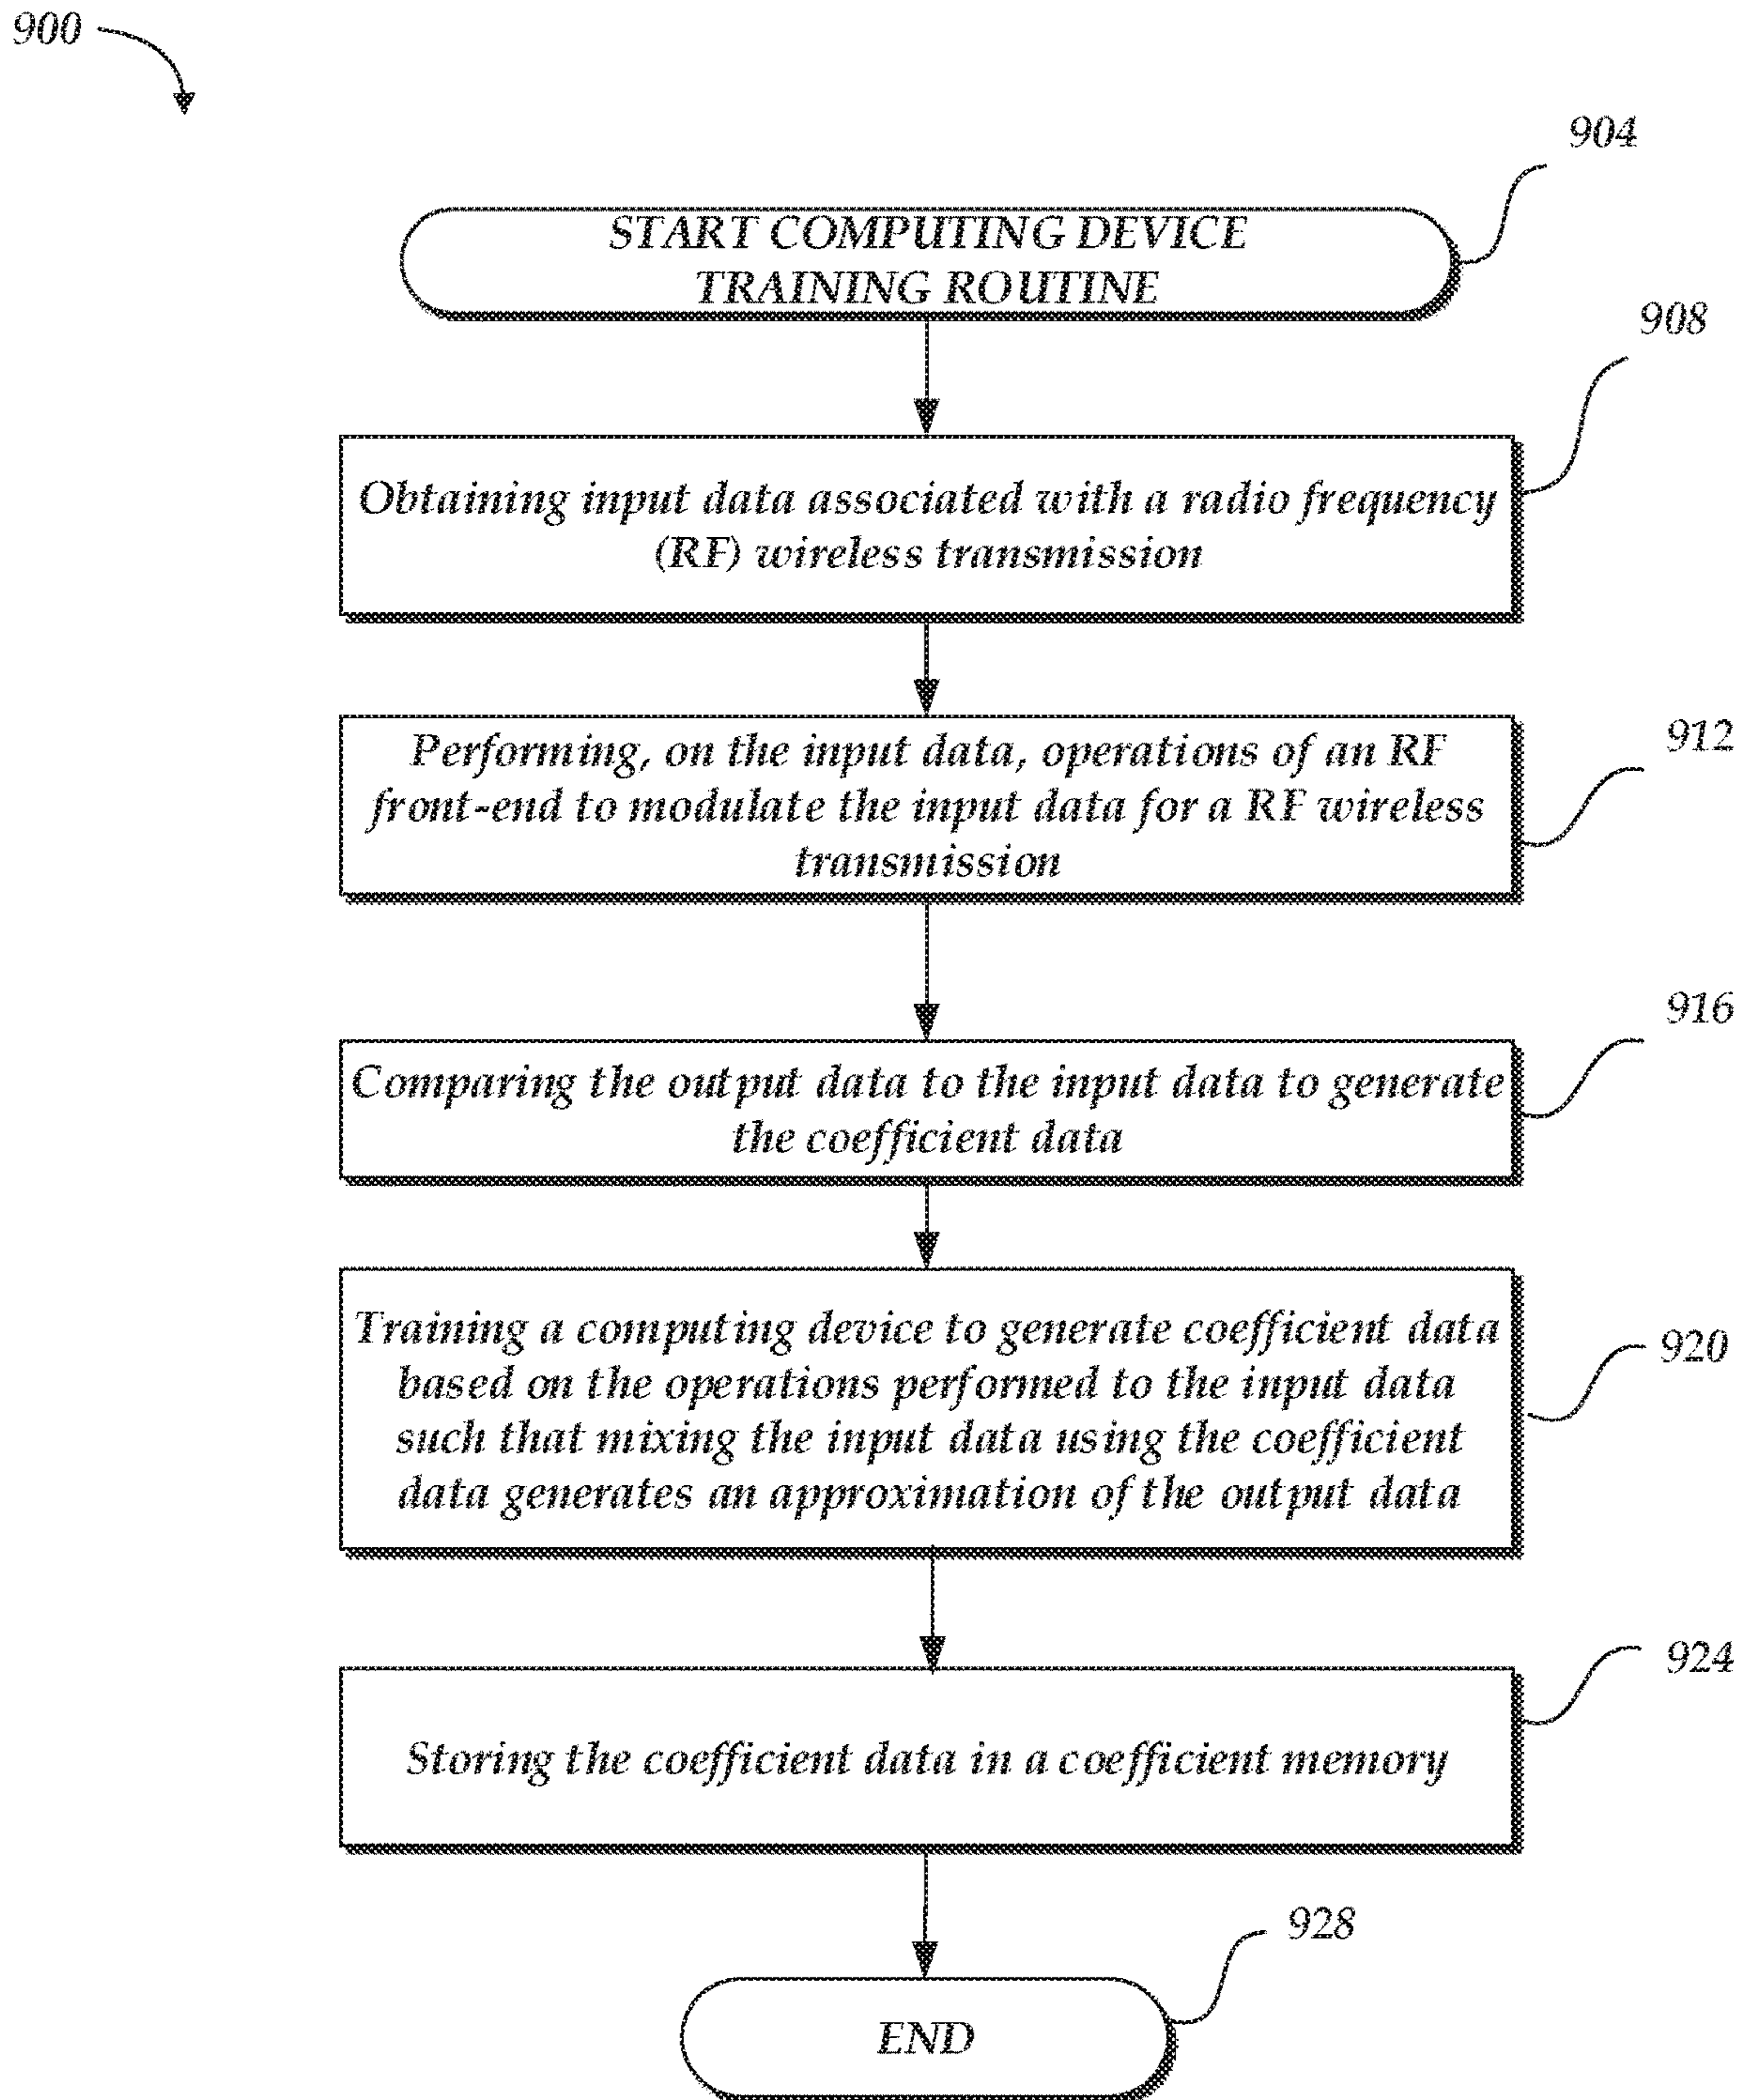 900
904
START COMPUTING DEVICE
TRAINING ROUTINE
908
Obtaining input data associated with a radio frequency
(RF) wireless transmission
912
Performing, on the input data, operations of an RF
front-end to modulate the input data for a RF wireless
transmission
916
Comparing the output data to the input data to generate
the coefficient data
920
Training a computing device to generate coefficient data
based on the operations performed to the input data
such that mixing the input data using the coefficient
data generates an approximation of the output data
924
Storing the coefficient data in a coefficient memory
928
END